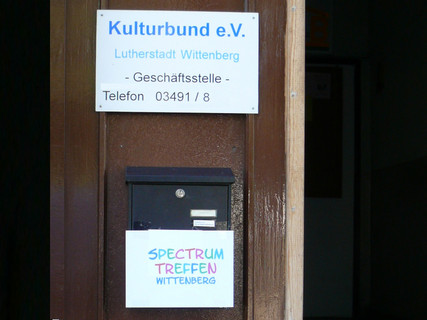 Kulturbund e.V.
Lutherstadt Wittenberg
- Geschäftsstelle -
Telefon 03491 / 8
SPECTRUM
TREFFEN
WITTENBERG